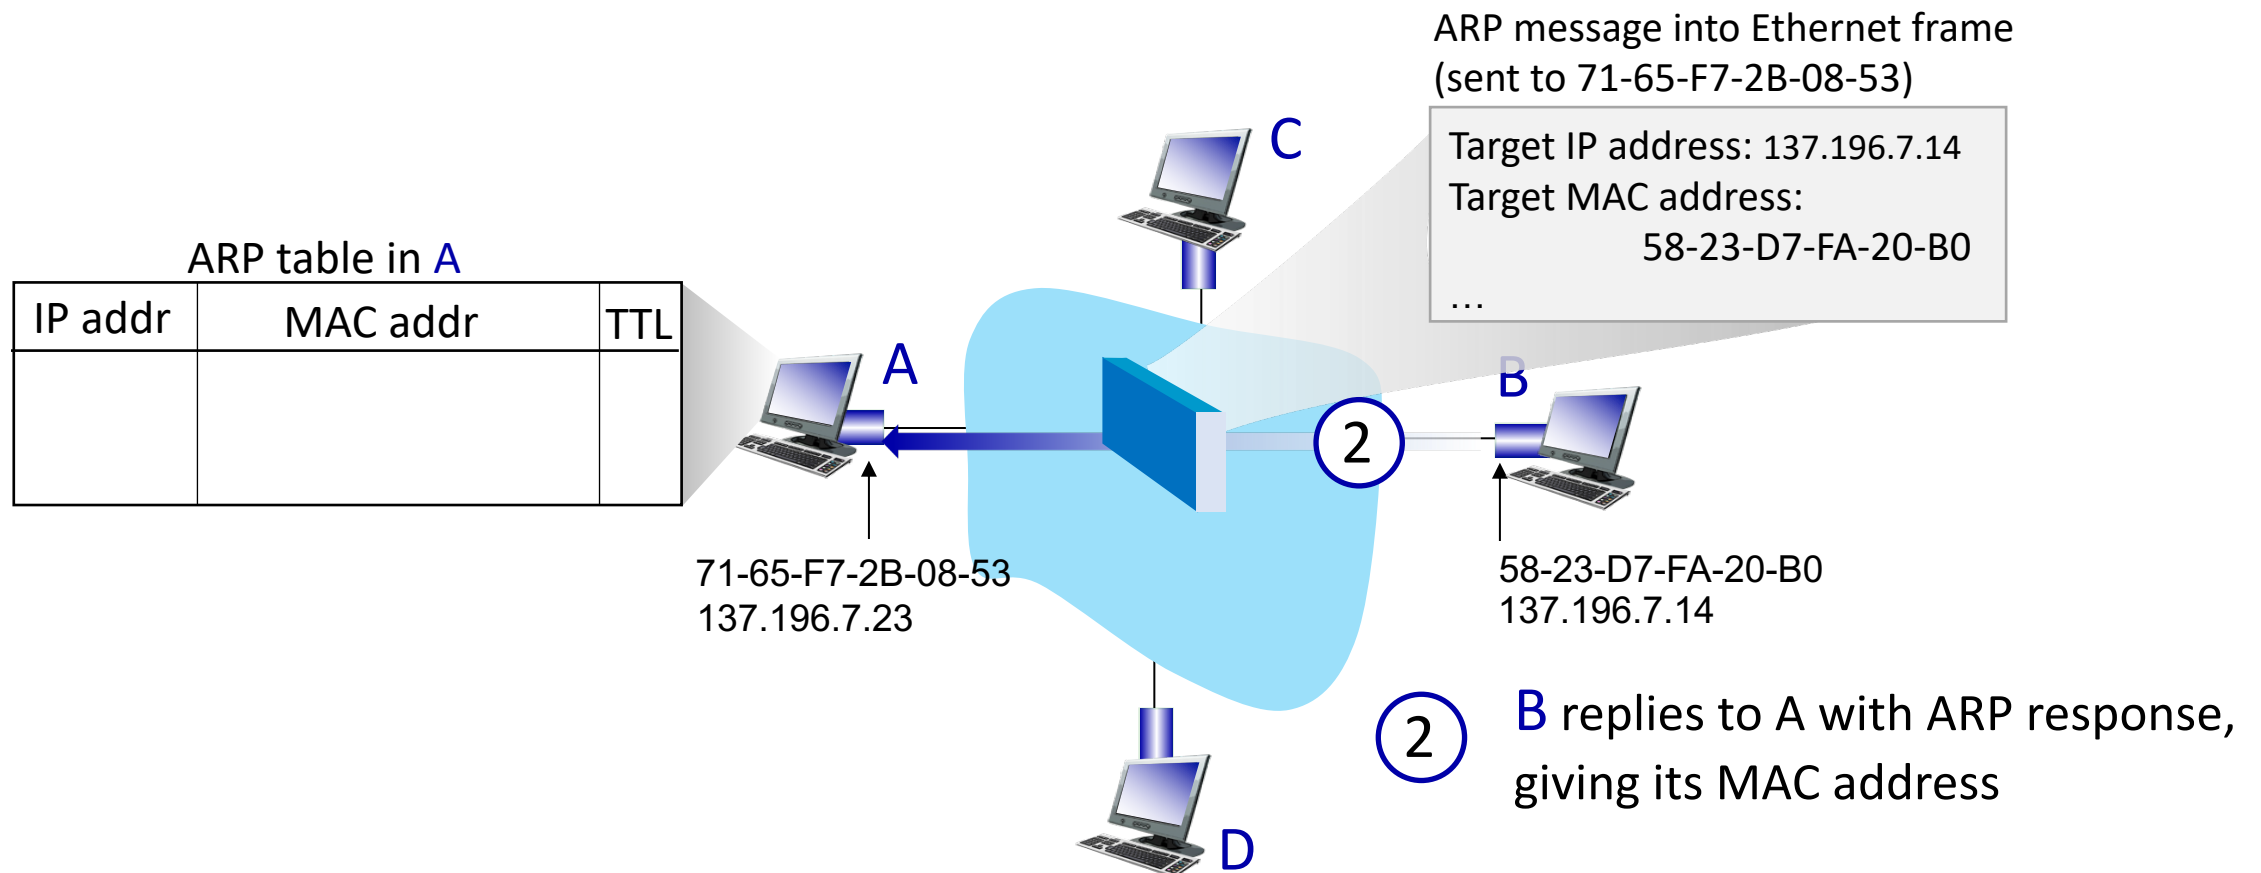 ARP message into Ethernet frame
(sent to 71-65-F7-2B-08-53)
Target IP address: 137.196.7.14
Target MAC address:
58-23-D7-FA-20-B0
…
C
ARP table in A
IP addr MAC addr TTL
A
B
2
71-65-F7-2B-08-53
137.196.7.23
58-23-D7-FA-20-B0
137.196.7.14
2
B replies to A with ARP response,
giving its MAC address
D